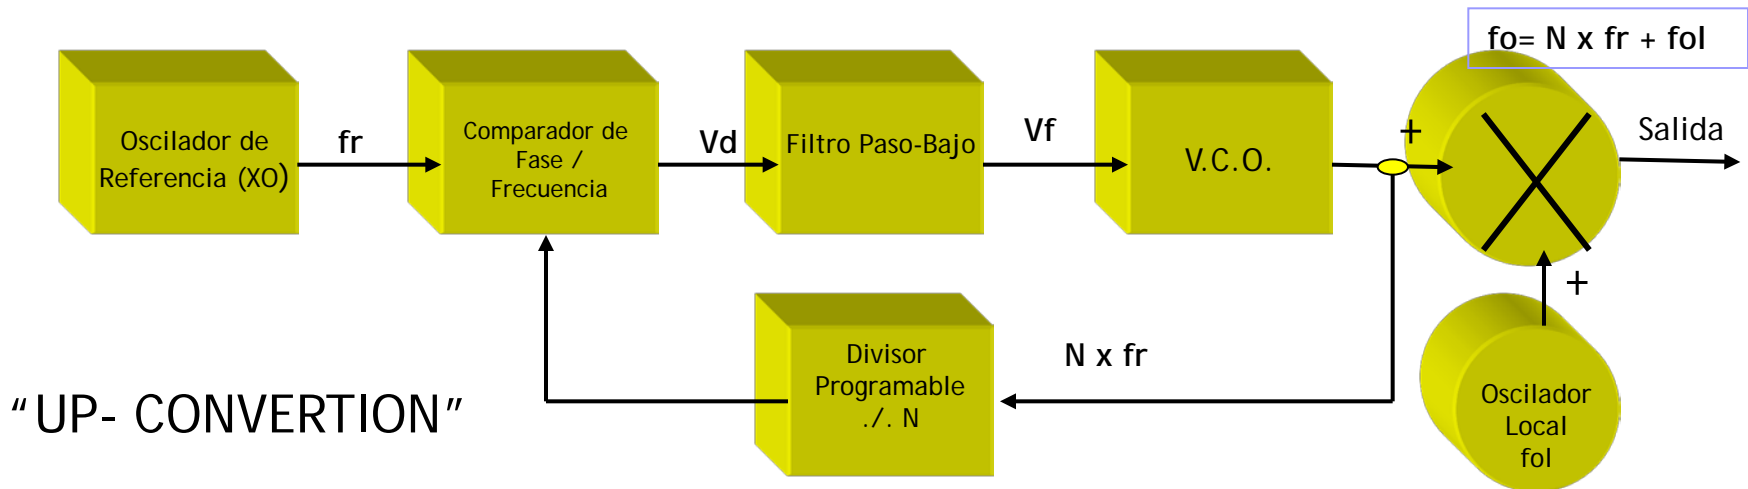 fo= N x fr + fol
Oscilador de
Referencia (XO)
fr
Comparador de
Fase /
Frecuencia
Vd
Filtro Paso-Bajo
Vf
V.C.O.
+
Salida
+
N x fr
Divisor
Programable
./. N
Oscilador
Local
fol
“UP- CONVERTION”